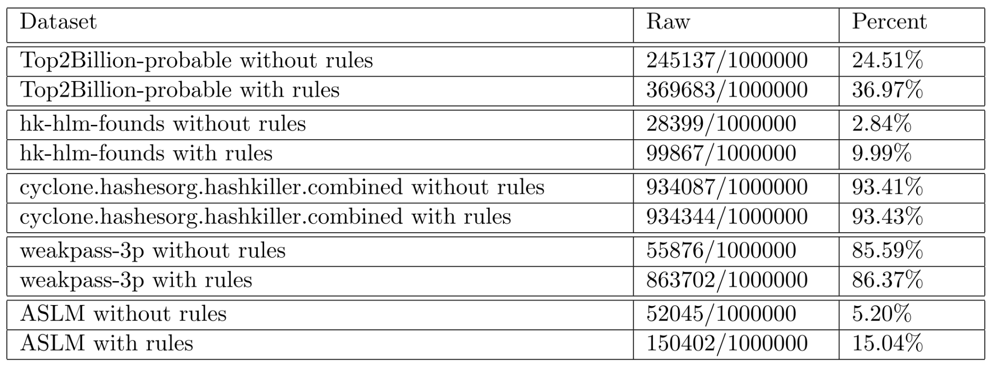 Dataset Raw Percent
Top2Billion-probable without rules 245137/1000000 24.51%
Top2Billion-probable with rules 369683/1000000 36.97%
hk-hlm-founds without rules 28399/1000000 2.84%
hk-hlm-founds with rules 99867/1000000 9.99%
cyclone.hashesorg.hashkiller.combined without rules 934087/1000000 93.41%
cyclone.hashesorg.hashkiller.combined with rules 934344/1000000 93.43%
weakpass-3p without rules 55876/1000000 85.59%
weakpass-3p with rules 863702/1000000 86.37%
ASLM without rules 52045/1000000 5.20%
ASLM with rules 150402/1000000 15.04%